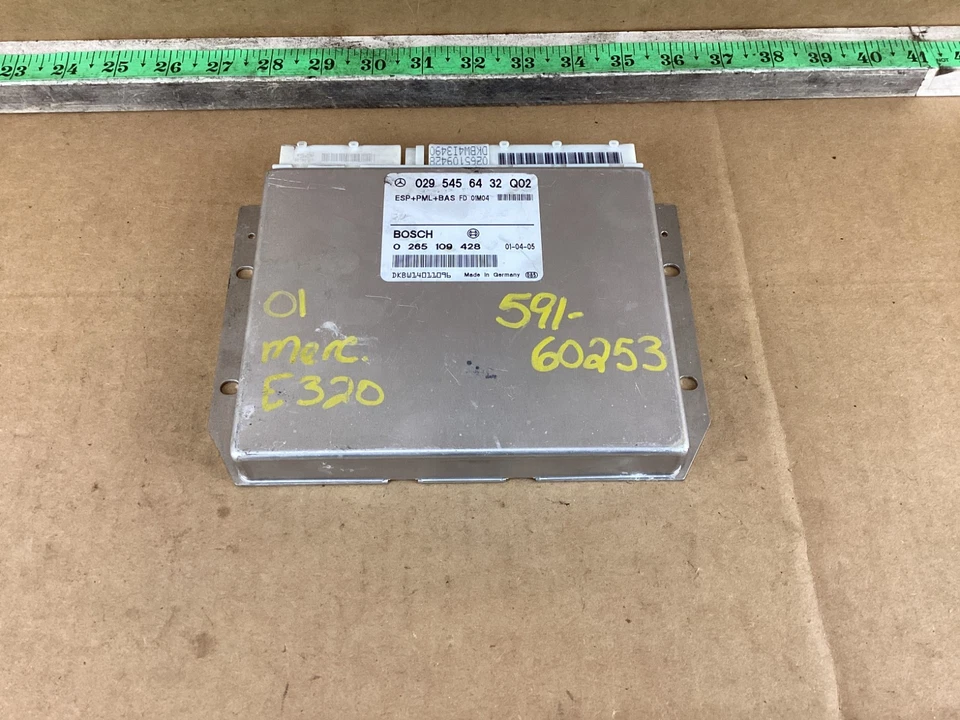 23 24 25 26 27 28 29 30 31 32 33 34 35 36 37 38 39 40 41
0265109428
DKBW41349C
029 545 64 32 Q02
ESP+PML+BAS FD 01M04
BOSCH
0 265 109 428 01-04-05
DKBW14011096 Made in Germany
01
Merc.
E320
591-
60253